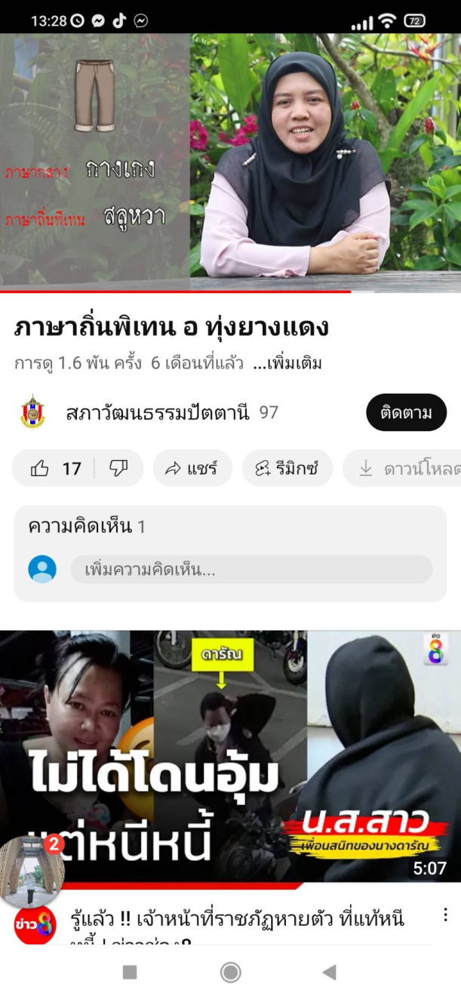 13:28
72
ภาษากลาง กางเกง
ภาษาถิ่นพิเทน สลูหวา
ภาษาถิ่นพิเทน อ ทุ่งยางแดง
การดู 1.6 พัน ครั้ง 6 เดือนที่แล้ว ...เพิ่มเติม
สภาวัฒนธรรมปัตตานี 97
ติดตาม
17 แชร์ รีมิกซ์ ดาวน์โหลด
ความคิดเห็น 1
เพิ่มความคิดเห็น...
ดารัณ
ข่าว 8
ไม่ได้โดนอุ้ม
แต่หนีหนี้
น.ส.สาว
เพื่อนสนิทของนางดารัณ
5:07
2
ข่าว8
รู้แล้ว !! เจ้าหน้าที่ราชภัฏหายตัว ที่แท้หนี